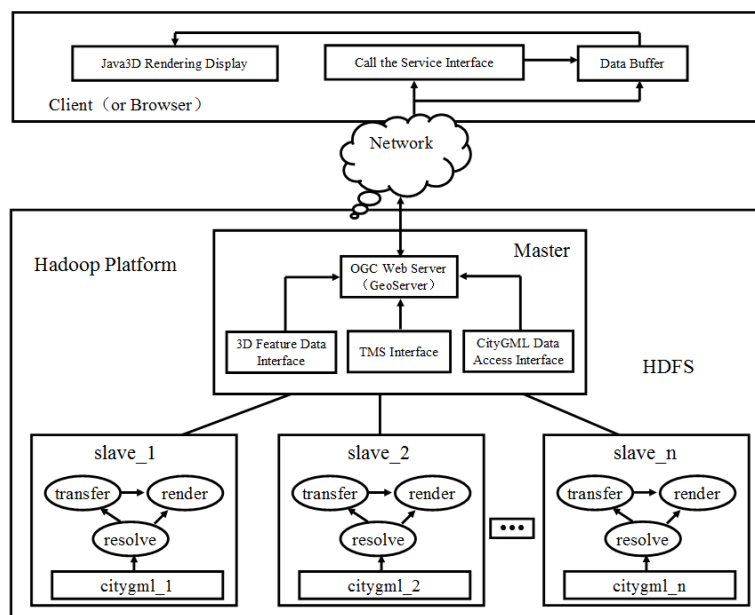 Java3D Rendering Display
Call the Service Interface
Data Buffer
Client（or Browser）
Network
Hadoop Platform
Master
OGC Web Server
（GeoServer）
3D Feature Data
Interface
TMS Interface
CityGML Data
Access Interface
HDFS
slave_1
transfer
render
resolve
citygml_1
slave_2
transfer
render
resolve
citygml_2
•••
slave_n
transfer
render
resolve
citygml_n